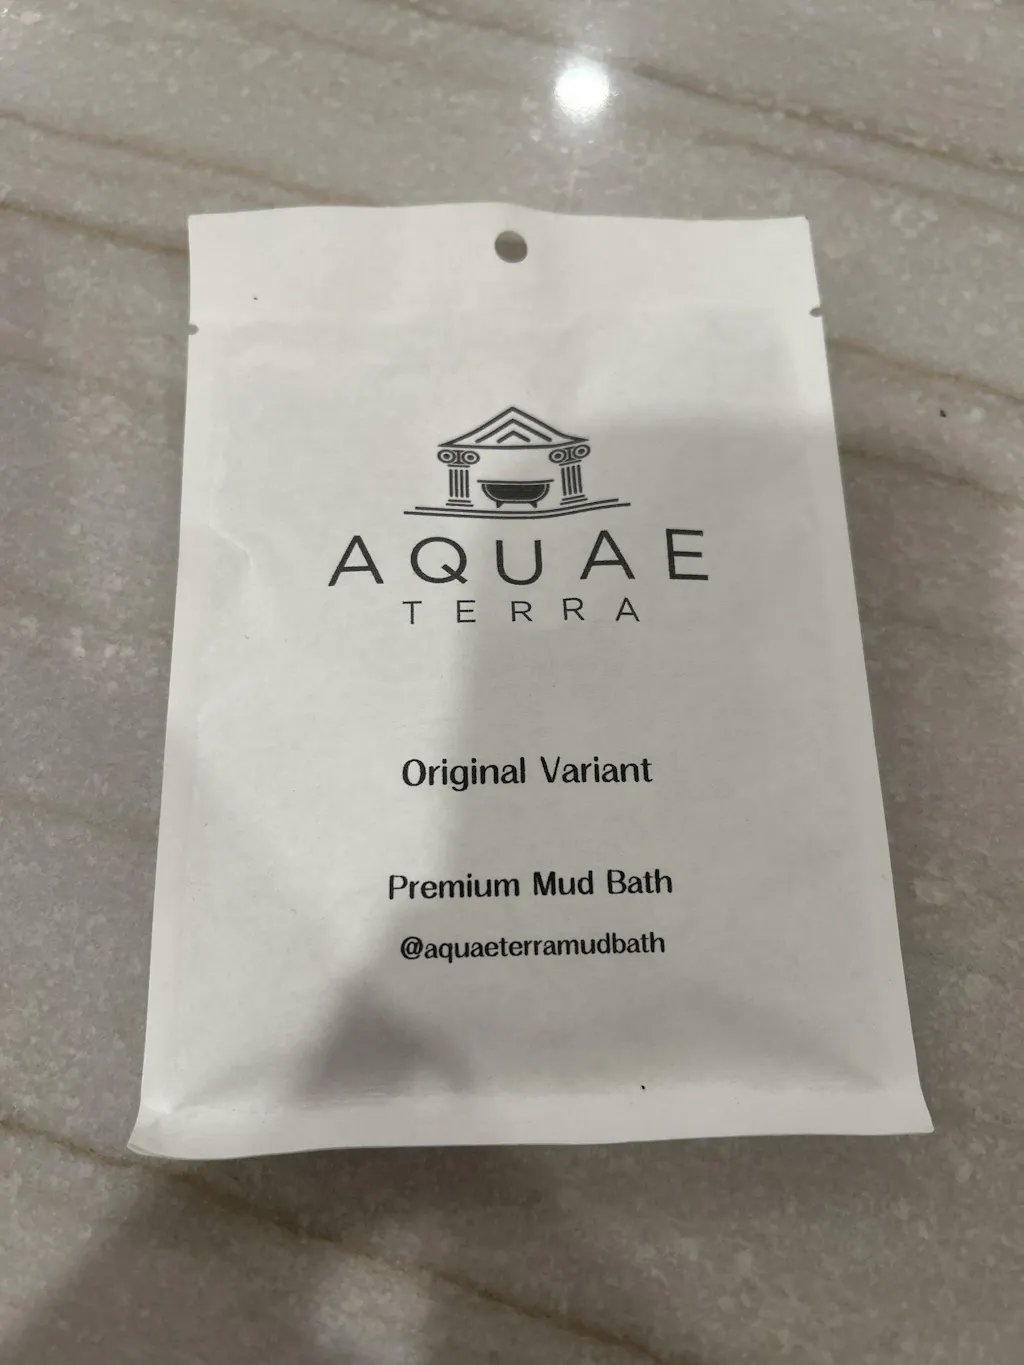 AQUAE
TERRA
Original Variant
Premium Mud Bath
@aquaeterramudbath